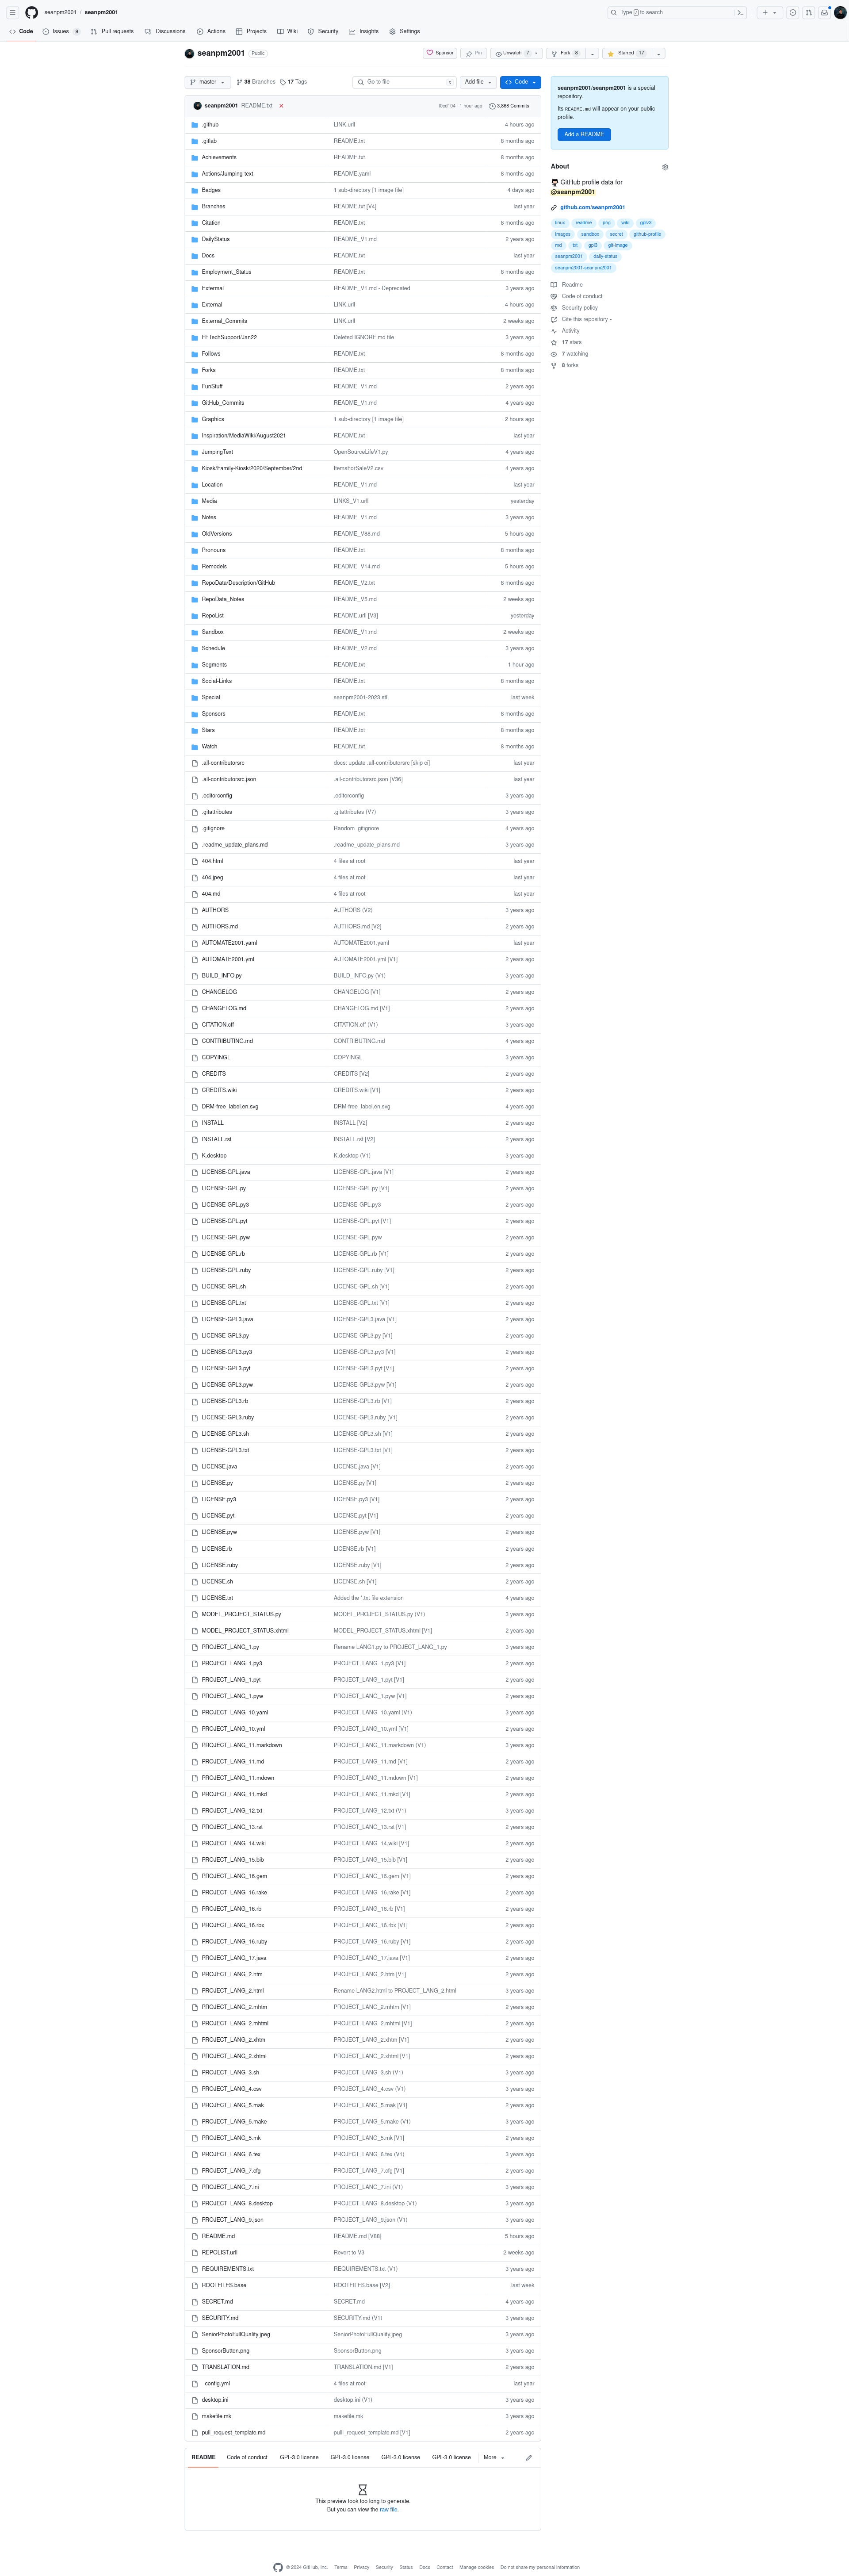 seanpm2001 / seanpm2001
Type / to search
Code Issues 9 Pull requests Discussions Actions Projects Wiki Security Insights Settings
seanpm2001 Public
Sponsor Pin Unwatch 7 Fork 8 Starred 17
master 38 Branches 17 Tags Go to file t Add file Code
seanpm2001 README.txt 1 hour ago 3,868 Commits
.github LINK.url! 4 hours ago
.gitlab README.txt 8 months ago
Achievements README.txt 8 months ago
Actions/Jumping-text README.yaml 8 months ago
Badges 1 sub-directory [1 image file] 4 days ago
Branches README.txt [V4] last year
Citation README.txt 8 months ago
DailyStatus README_V1.md 2 years ago
Docs README.txt last year
Employment_Status README.txt 8 months ago
Extermal README_V1.md - Deprecated 3 years ago
External LINK.url! 4 hours ago
External_Commits LINK.url! 2 weeks ago
FFTechSupport/Jan22 Deleted IGNORE.md file 3 years ago
Follows README.txt 8 months ago
Forks README.txt 8 months ago
FunStuff README_V1.md 2 years ago
GitHub_Commits README_V1.md 4 years ago
Graphics 1 sub-directory [1 image file] 2 hours ago
Inspiration/MediaWiki/August2021 README.txt last year
JumpingText OpenSourceLifeV1.py 4 years ago
Kiosk/Family-Kiosk/2020/September/2nd ItemsForSaleV2.csv 4 years ago
Location README_V1.md last year
Media LINKS_V1.url! yesterday
Notes README_V1.md 3 years ago
OldVersions README_V88.md 5 hours ago
Pronouns README.txt 8 months ago
Remodels README_V14.md 5 hours ago
RepoData/Description/GitHub README_V2.txt 8 months ago
RepoData_Notes README_V5.md 2 weeks ago
RepoList README.url! [V3] yesterday
Sandbox README_V1.md 2 weeks ago
Schedule README_V2.md 3 years ago
Segments README.txt 1 hour ago
Social-Links README.txt 8 months ago
Special seanpm2001-2023.stl last week
Sponsors README.txt 8 months ago
Stars README.txt 8 months ago
Watch README.txt 8 months ago
.all-contributorsrc docs: update .all-contributorsrc [skip ci] last year
.all-contributorsrc.json .all-contributorsrc.json [V36] last year
.editorconfig .editorconfig 3 years ago
.gitattributes .gitattributes (V7) 3 years ago
.gitignore Random .gitignore 4 years ago
.readme_update_plans.md .readme_update_plans.md 3 years ago
404.html 4 files at root last year
404.jpeg 4 files at root last year
404.md 4 files at root last year
AUTHORS AUTHORS (V2) 3 years ago
AUTHORS.md AUTHORS.md [V2] 2 years ago
AUTOMATE2001.yaml AUTOMATE2001.yaml last year
AUTOMATE2001.yml AUTOMATE2001.yml [V1] 2 years ago
BUILD_INFO.py BUILD_INFO.py (V1) 3 years ago
CHANGELOG CHANGELOG [V1] 2 years ago
CHANGELOG.md CHANGELOG.md [V1] 2 years ago
CITATION.cff CITATION.cff (V1) 3 years ago
CONTRIBUTING.md CONTRIBUTING.md 4 years ago
COPYINGL COPYINGL 3 years ago
CREDITS CREDITS [V2] 2 years ago
CREDITS.wiki CREDITS.wiki [V1] 2 years ago
DRM-free_label.en.svg DRM-free_label.en.svg 4 years ago
INSTALL INSTALL [V2] 2 years ago
INSTALL.rst INSTALL.rst [V2] 2 years ago
K.desktop K.desktop (V1) 3 years ago
LICENSE-GPL.java LICENSE-GPL.java [V1] 2 years ago
LICENSE-GPL.py LICENSE-GPL.py [V1] 2 years ago
LICENSE-GPL.py3 LICENSE-GPL.py3 2 years ago
LICENSE-GPL.pyt LICENSE-GPL.pyt [V1] 2 years ago
LICENSE-GPL.pyw LICENSE-GPL.pyw 2 years ago
LICENSE-GPL.rb LICENSE-GPL.rb [V1] 2 years ago
LICENSE-GPL.ruby LICENSE-GPL.ruby [V1] 2 years ago
LICENSE-GPL.sh LICENSE-GPL.sh [V1] 2 years ago
LICENSE-GPL.txt LICENSE-GPL.txt [V1] 2 years ago
LICENSE-GPL3.java LICENSE-GPL3.java [V1] 2 years ago
LICENSE-GPL3.py LICENSE-GPL3.py [V1] 2 years ago
LICENSE-GPL3.py3 LICENSE-GPL3.py3 [V1] 2 years ago
LICENSE-GPL3.pyt LICENSE-GPL3.pyt [V1] 2 years ago
LICENSE-GPL3.pyw LICENSE-GPL3.pyw [V1] 2 years ago
LICENSE-GPL3.rb LICENSE-GPL3.rb [V1] 2 years ago
LICENSE-GPL3.ruby LICENSE-GPL3.ruby [V1] 2 years ago
LICENSE-GPL3.sh LICENSE-GPL3.sh [V1] 2 years ago
LICENSE-GPL3.txt LICENSE-GPL3.txt [V1] 2 years ago
LICENSE.java LICENSE.java [V1] 2 years ago
LICENSE.py LICENSE.py [V1] 2 years ago
LICENSE.py3 LICENSE.py3 [V1] 2 years ago
LICENSE.pyt LICENSE.pyt [V1] 2 years ago
LICENSE.pyw LICENSE.pyw [V1] 2 years ago
LICENSE.rb LICENSE.rb [V1] 2 years ago
LICENSE.ruby LICENSE.ruby [V1] 2 years ago
LICENSE.sh LICENSE.sh [V1] 2 years ago
LICENSE.txt Added the *.txt file extension 4 years ago
MODEL_PROJECT_STATUS.py MODEL_PROJECT_STATUS.py (V1) 3 years ago
MODEL_PROJECT_STATUS.xhtml MODEL_PROJECT_STATUS.xhtml [V1] 2 years ago
PROJECT_LANG_1.py Rename LANG1.py to PROJECT_LANG_1.py 3 years ago
PROJECT_LANG_1.py3 PROJECT_LANG_1.py3 [V1] 2 years ago
PROJECT_LANG_1.pyt PROJECT_LANG_1.pyt [V1] 2 years ago
PROJECT_LANG_1.pyw PROJECT_LANG_1.pyw [V1] 2 years ago
PROJECT_LANG_10.yaml PROJECT_LANG_10.yaml (V1) 3 years ago
PROJECT_LANG_10.yml PROJECT_LANG_10.yml [V1] 2 years ago
PROJECT_LANG_11.markdown PROJECT_LANG_11.markdown (V1) 3 years ago
PROJECT_LANG_11.md PROJECT_LANG_11.md [V1] 2 years ago
PROJECT_LANG_11.mdown PROJECT_LANG_11.mdown [V1] 2 years ago
PROJECT_LANG_11.mkd PROJECT_LANG_11.mkd [V1] 2 years ago
PROJECT_LANG_12.txt PROJECT_LANG_12.txt (V1) 3 years ago
PROJECT_LANG_13.rst PROJECT_LANG_13.rst [V1] 2 years ago
PROJECT_LANG_14.wiki PROJECT_LANG_14.wiki [V1] 2 years ago
PROJECT_LANG_15.bib PROJECT_LANG_15.bib [V1] 2 years ago
PROJECT_LANG_16.gem PROJECT_LANG_16.gem [V1] 2 years ago
PROJECT_LANG_16.rake PROJECT_LANG_16.rake [V1] 2 years ago
PROJECT_LANG_16.rb PROJECT_LANG_16.rb [V1] 2 years ago
PROJECT_LANG_16.rbx PROJECT_LANG_16.rbx [V1] 2 years ago
PROJECT_LANG_16.ruby PROJECT_LANG_16.ruby [V1] 2 years ago
PROJECT_LANG_17.java PROJECT_LANG_17.java [V1] 2 years ago
PROJECT_LANG_2.htm PROJECT_LANG_2.htm [V1] 2 years ago
PROJECT_LANG_2.html Rename LANG2.html to PROJECT_LANG_2.html 3 years ago
PROJECT_LANG_2.mhtm PROJECT_LANG_2.mhtm [V1] 2 years ago
PROJECT_LANG_2.mhtml PROJECT_LANG_2.mhtml [V1] 2 years ago
PROJECT_LANG_2.xhtm PROJECT_LANG_2.xhtm [V1] 2 years ago
PROJECT_LANG_2.xhtml PROJECT_LANG_2.xhtml [V1] 2 years ago
PROJECT_LANG_3.sh PROJECT_LANG_3.sh (V1) 3 years ago
PROJECT_LANG_4.csv PROJECT_LANG_4.csv (V1) 3 years ago
PROJECT_LANG_5.mak PROJECT_LANG_5.mak [V1] 2 years ago
PROJECT_LANG_5.make PROJECT_LANG_5.make (V1) 3 years ago
PROJECT_LANG_5.mk PROJECT_LANG_5.mk [V1] 2 years ago
PROJECT_LANG_6.tex PROJECT_LANG_6.tex (V1) 3 years ago
PROJECT_LANG_7.cfg PROJECT_LANG_7.cfg [V1] 2 years ago
PROJECT_LANG_7.ini PROJECT_LANG_7.ini (V1) 3 years ago
PROJECT_LANG_8.desktop PROJECT_LANG_8.desktop (V1) 3 years ago
PROJECT_LANG_9.json PROJECT_LANG_9.json (V1) 3 years ago
README.md README.md [V88] 5 hours ago
REPOLIST.url! Revert to V3 2 weeks ago
REQUIREMENTS.txt REQUIREMENTS.txt (V1) 3 years ago
ROOTFILES.base ROOTFILES.base [V2] last week
SECRET.md SECRET.md 4 years ago
SECURITY.md SECURITY.md (V1) 3 years ago
SeniorPhotoFullQuality.jpeg SeniorPhotoFullQuality.jpeg 3 years ago
SponsorButton.png SponsorButton.png 3 years ago
TRANSLATION.md TRANSLATION.md [V1] 2 years ago
_config.yml 4 files at root last year
desktop.ini desktop.ini (V1) 3 years ago
makefile.mk makefile.mk 3 years ago
pull_request_template.md pulll_request_template.md [V1] 2 years ago
README Code of conduct GPL-3.0 license GPL-3.0 license GPL-3.0 license GPL-3.0 license More
This preview took too long to generate.
But you can view the raw file.
seanpm2001/seanpm2001 is a special
repository.
Its README.md will appear on your public
profile.
Add a README
About
GitHub profile data for
@seanpm2001
github.com/seanpm2001
linux readme png wiki gplv3
images sandbox secret github-profile
md txt gpl3 git-image
seanpm2001 daily-status
seanpm2001-seanpm2001
Readme
Code of conduct
Security policy
Cite this repository
Activity
17 stars
7 watching
8 forks
© 2024 GitHub, Inc. Terms Privacy Security Status Docs Contact Manage cookies Do not share my personal information